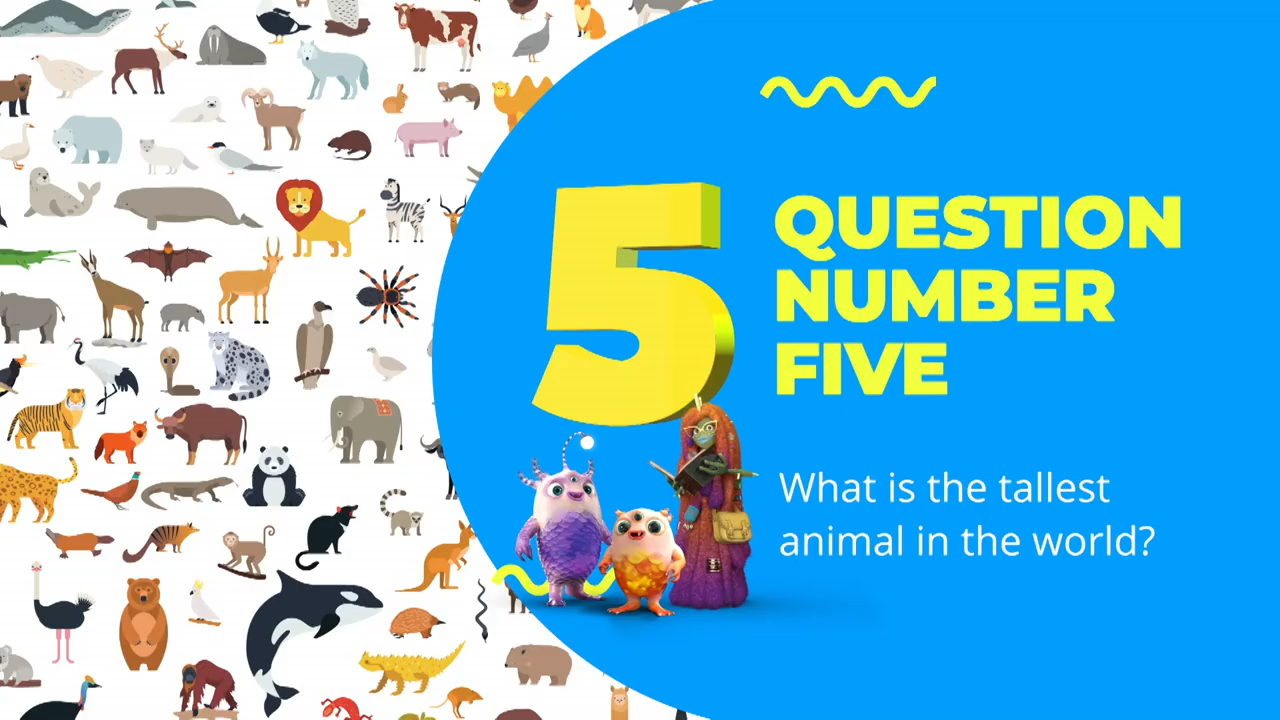 5
QUESTION
NUMBER
FIVE
What is the tallest
animal in the world?